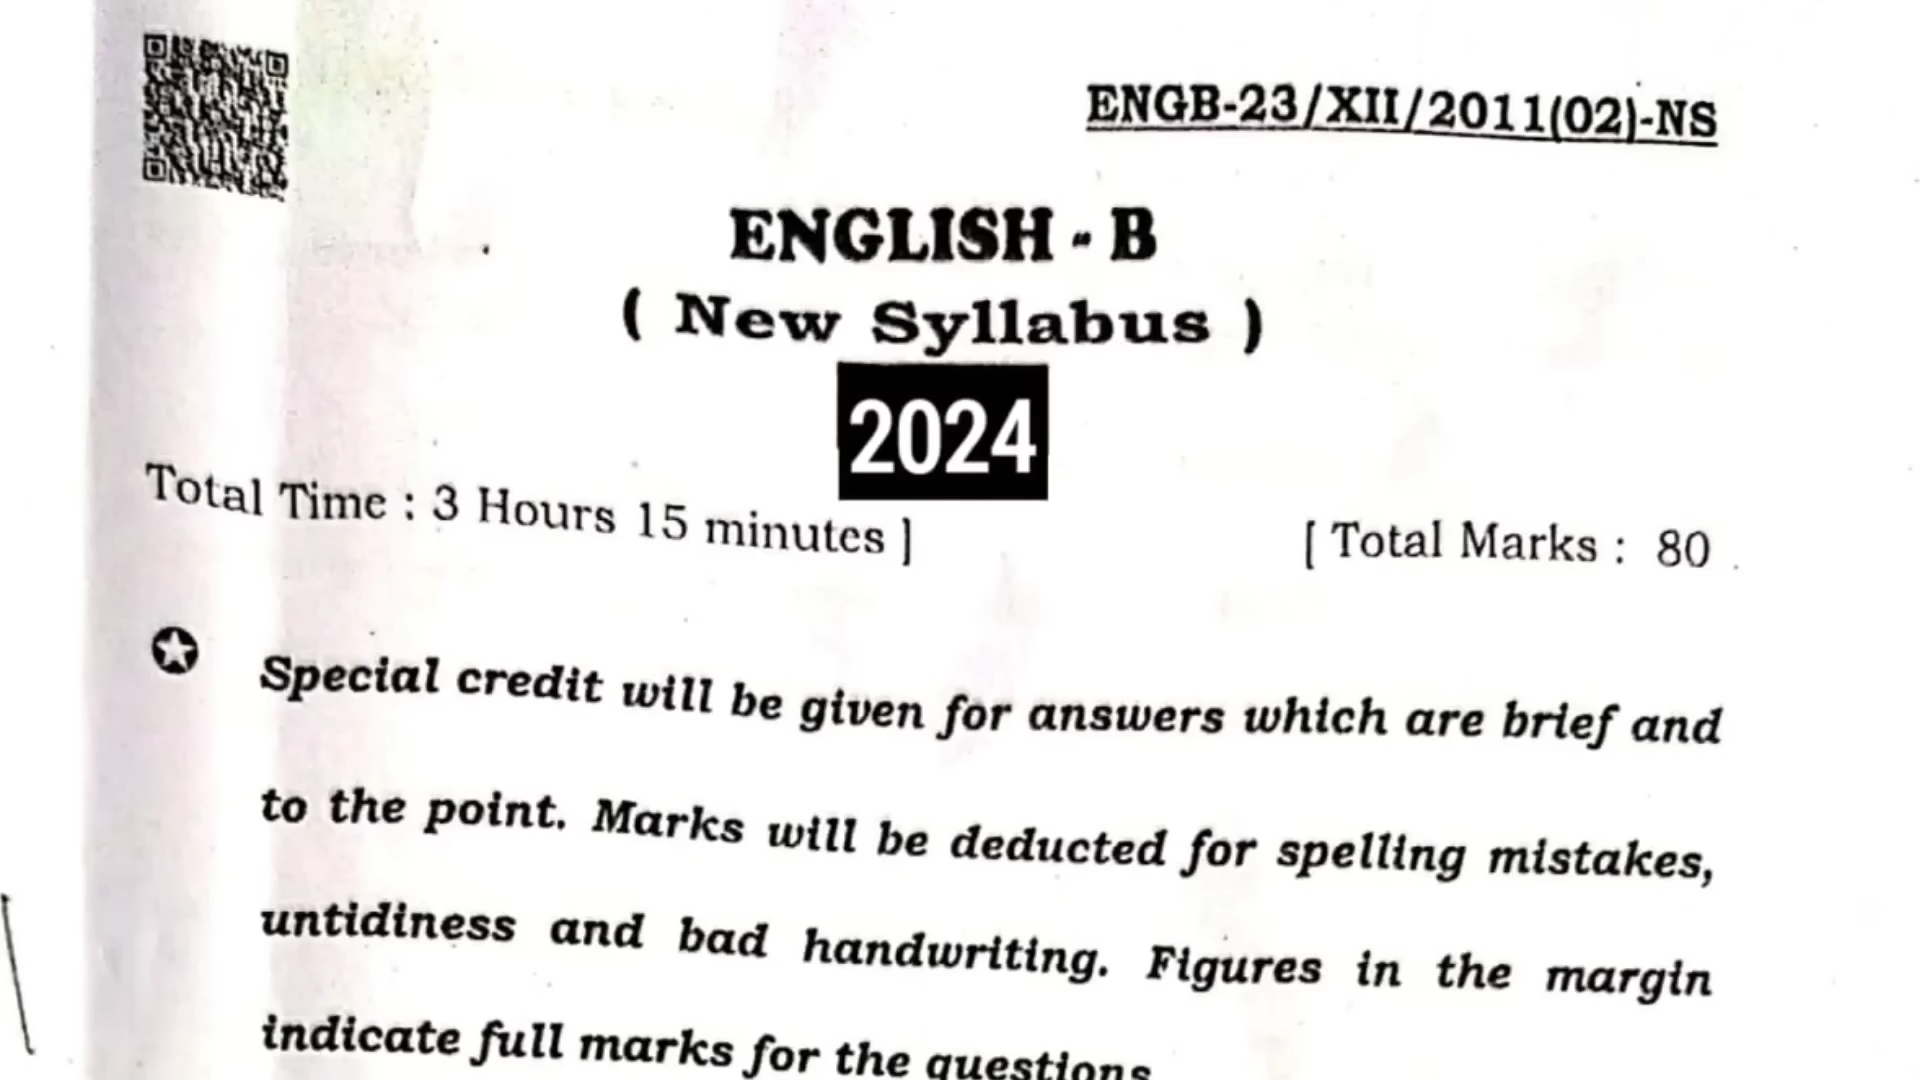 ENGB-23/XII/2011(02)-NS
ENGLISH - B
( New Syllabus )
2024
Total Time : 3 Hours 15 minutes ]
[ Total Marks : 80
Special credit will be given for answers which are brief and
to the point. Marks will be deducted for spelling mistakes,
untidiness and bad handwriting. Figures in the margin
indicate full marks for the questions